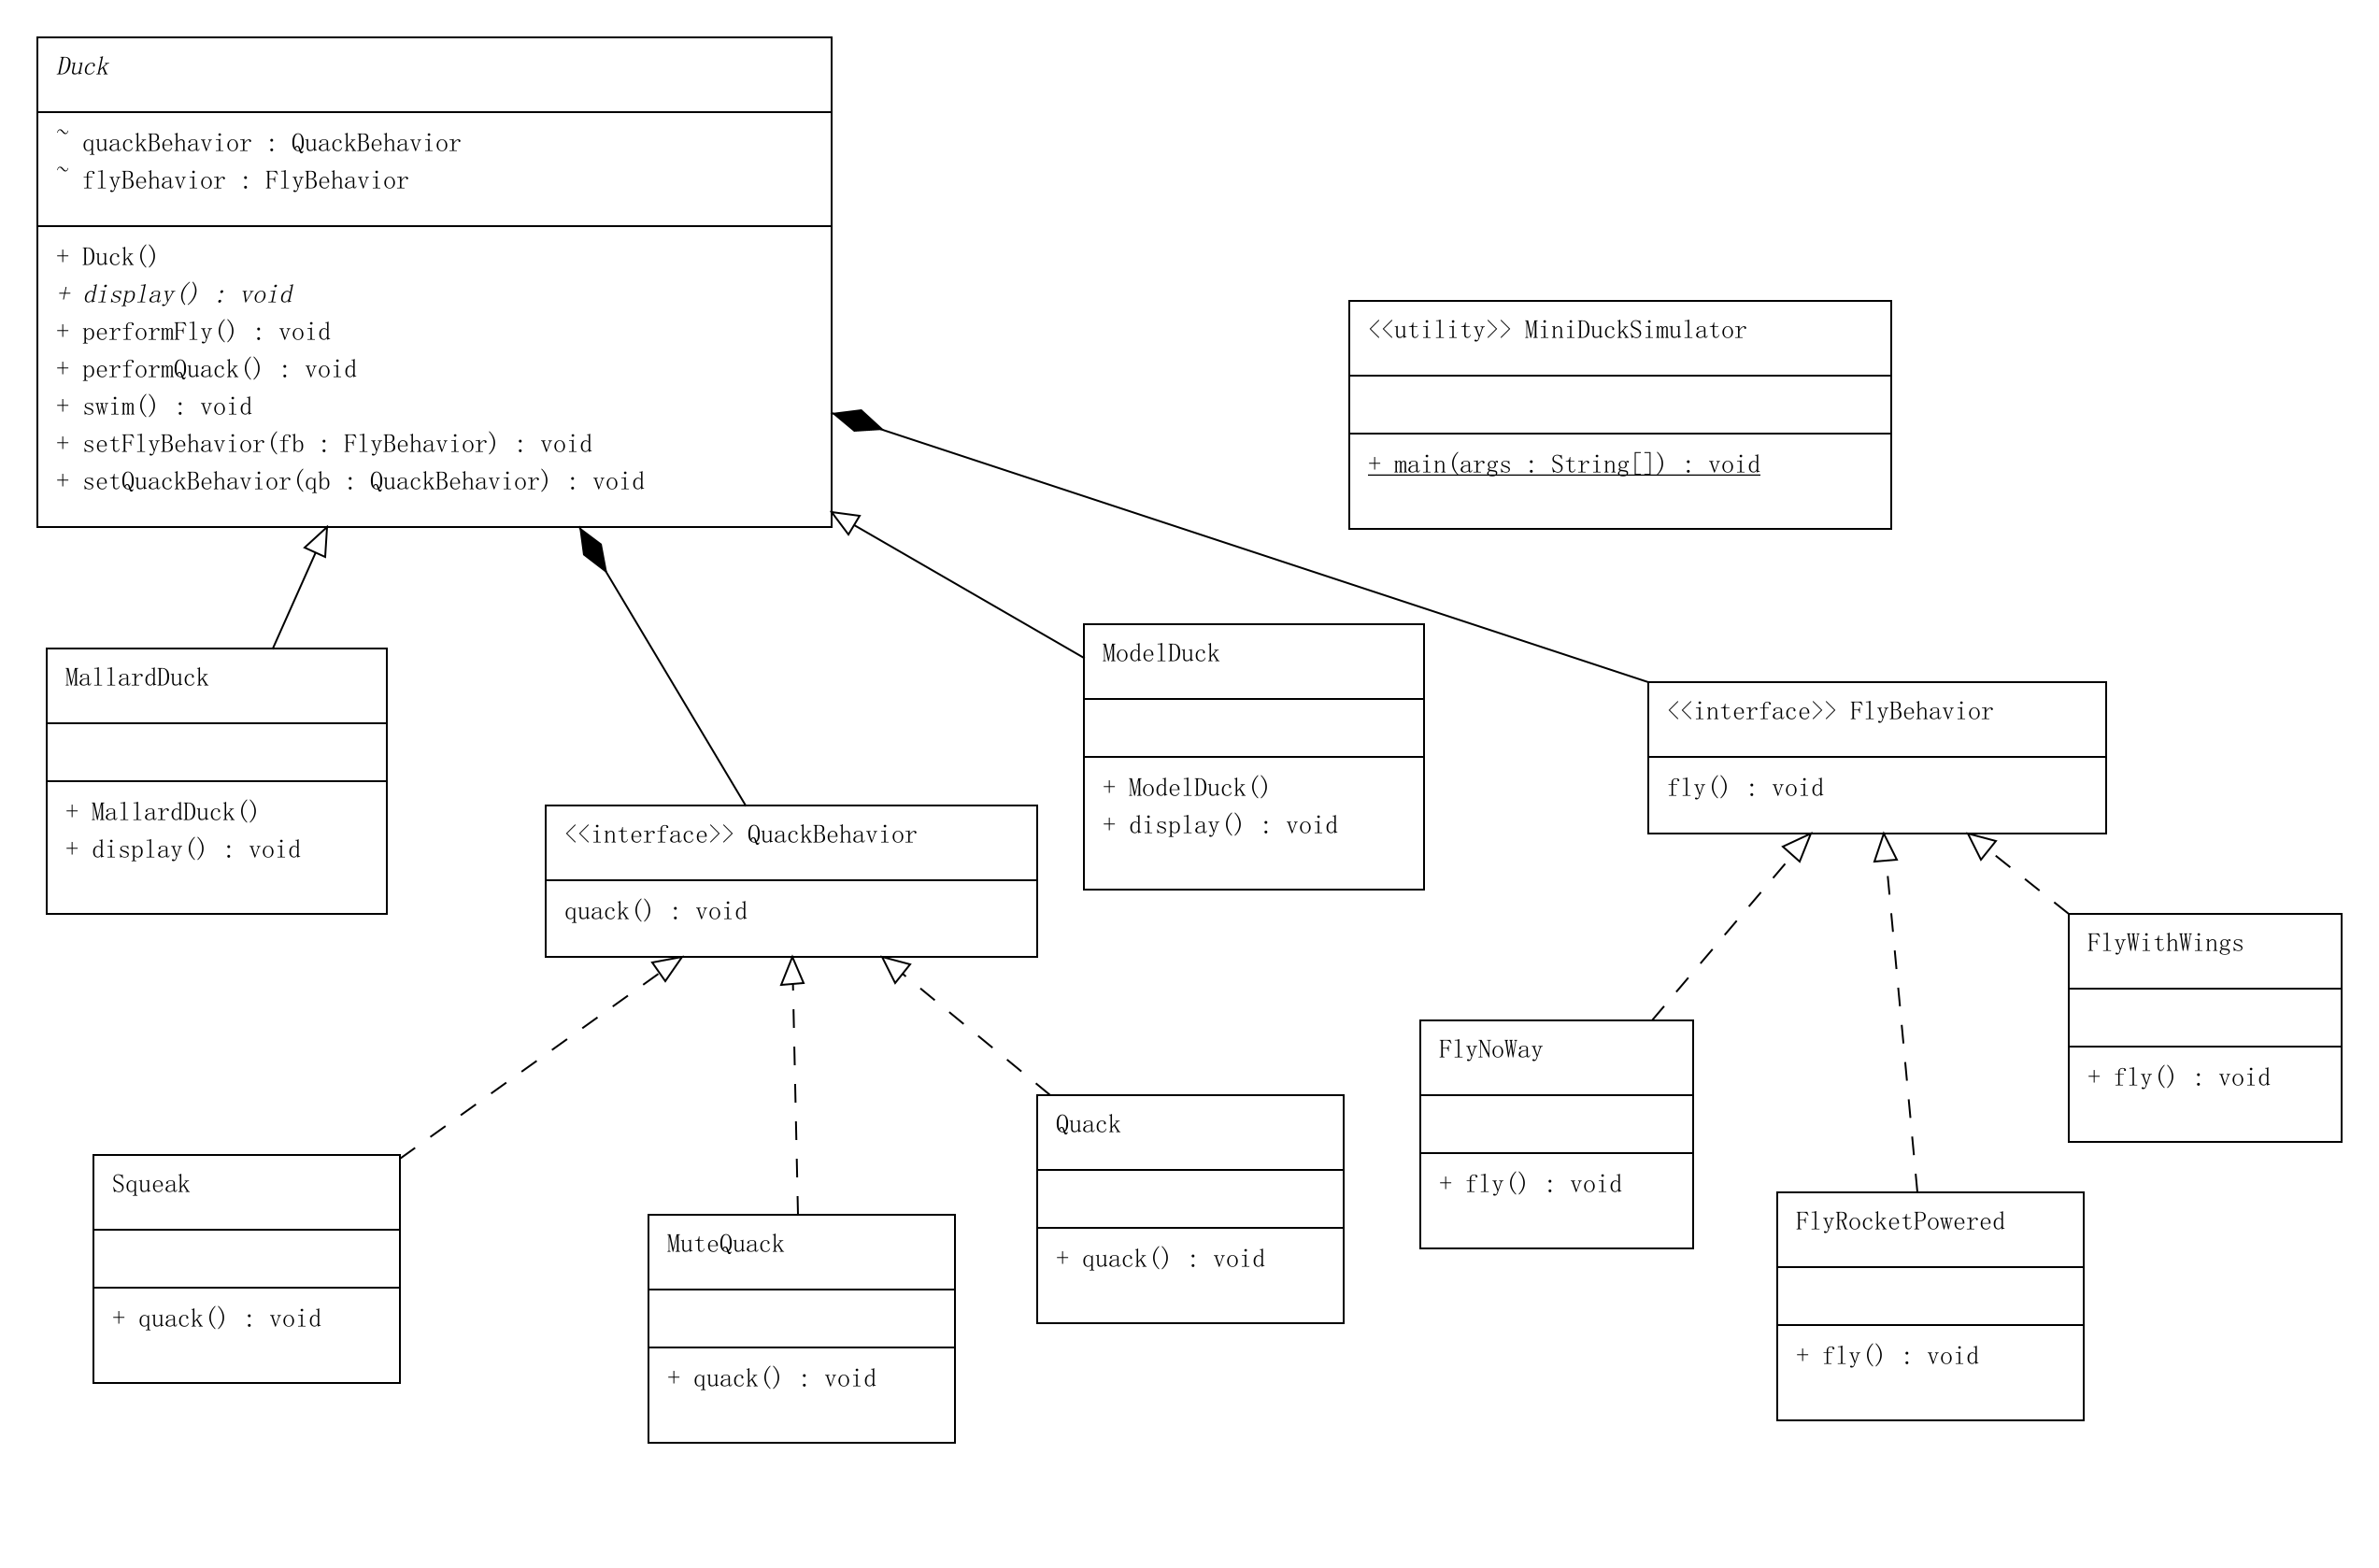 Duck
~ quackBehavior : QuackBehavior
~ flyBehavior : FlyBehavior
+ Duck()
+ display() : void
+ performFly() : void
+ performQuack() : void
+ swim() : void
+ setFlyBehavior(fb : FlyBehavior) : void
+ setQuackBehavior(qb : QuackBehavior) : void
<<utility>> MiniDuckSimulator
+ main(args : String[]) : void
MallardDuck
+ MallardDuck()
+ display() : void
<<interface>> QuackBehavior
quack() : void
ModelDuck
+ ModelDuck()
+ display() : void
<<interface>> FlyBehavior
fly() : void
Squeak
+ quack() : void
MuteQuack
+ quack() : void
Quack
+ quack() : void
FlyNoWay
+ fly() : void
FlyRocketPowered
+ fly() : void
FlyWithWings
+ fly() : void